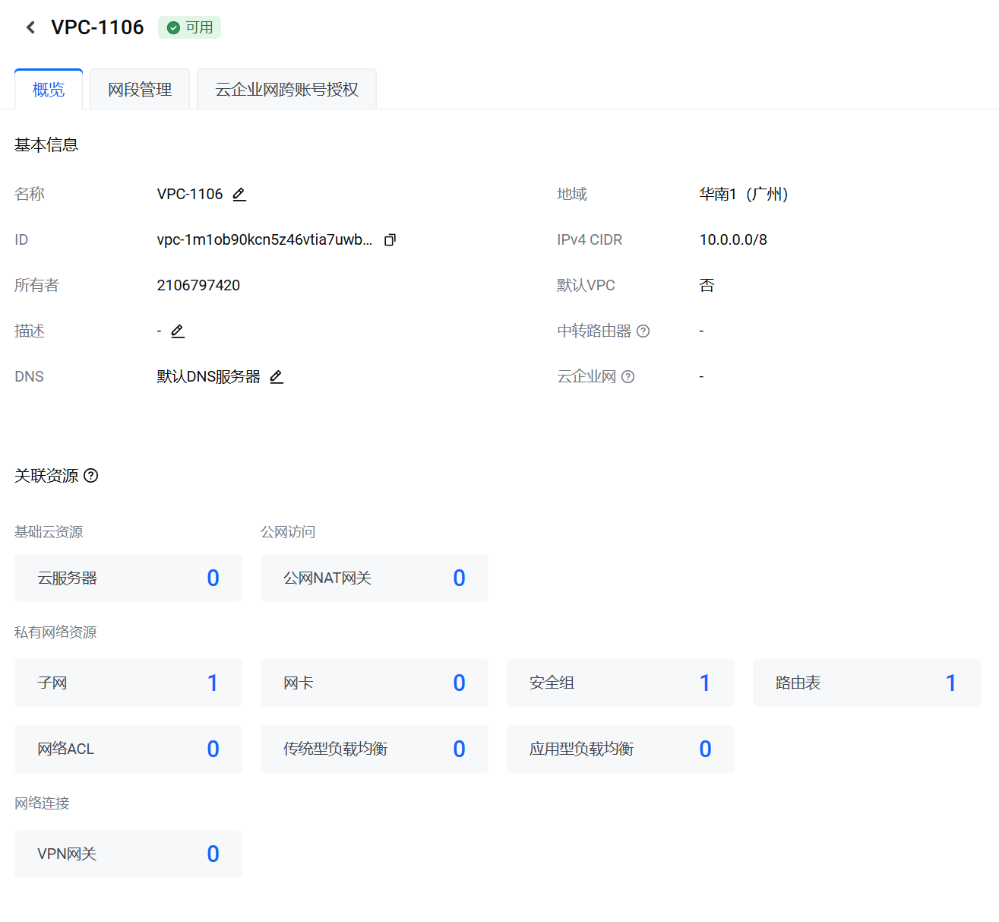 VPC-1106 可用
概览 网段管理 云企业网跨账号授权
基本信息
名称 VPC-1106 地域 华南1（广州）
ID vpc-1m1ob90kcn5z46vtia7uwb... IPv4 CIDR 10.0.0.0/8
所有者 2106797420 默认VPC 否
描述 - 中转路由器 -
DNS 默认DNS服务器 云企业网 -
关联资源
基础云资源 公网访问
云服务器 0 公网NAT网关 0
私有网络资源
子网 1 网卡 0 安全组 1 路由表 1
网络ACL 0 传统型负载均衡 0 应用型负载均衡 0
网络连接
VPN网关 0